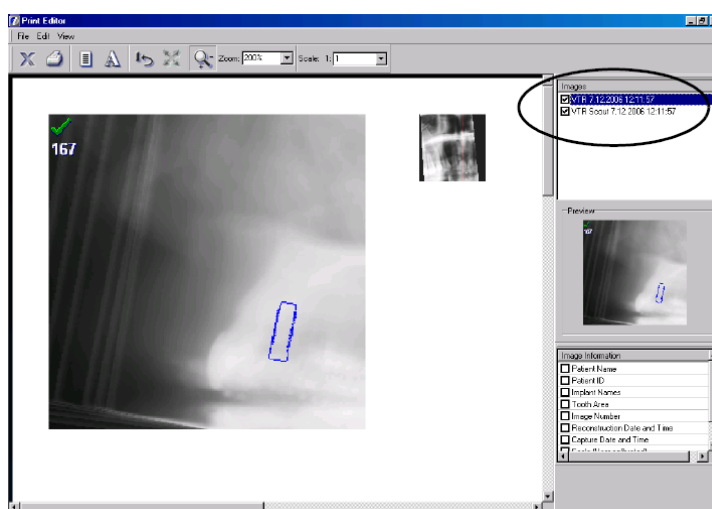 Print Editor
File Edit View
Zoom: 200% Scale: 1: 1
Images
VTR 7.12.2006 12:11:57
VTR Scout 7.12.2006 12:11:57
167
Preview
167
Image Information
Patient Name
Patient ID
Implant Names
Tooth Area
Image Number
Reconstruction Date and Time
Capture Date and Time